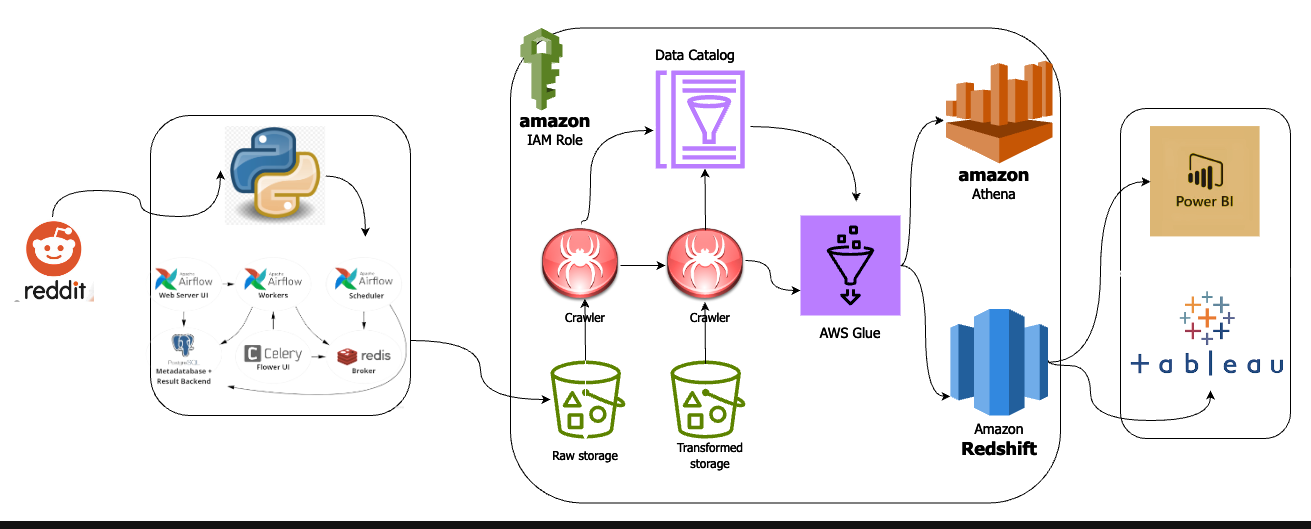 reddit
Apache
Airflow
Web Server UI
Apache
Airflow
Workers
Apache
Airflow
Scheduler
PostgreSQL
Metadatabase +
Result Backend
C Celery
Flower UI
redis
Broker
amazon
IAM Role
Data Catalog
Crawler
Crawler
Raw storage
Transformed
storage
AWS Glue
amazon
Athena
Amazon
Redshift
Power BI
+ableau